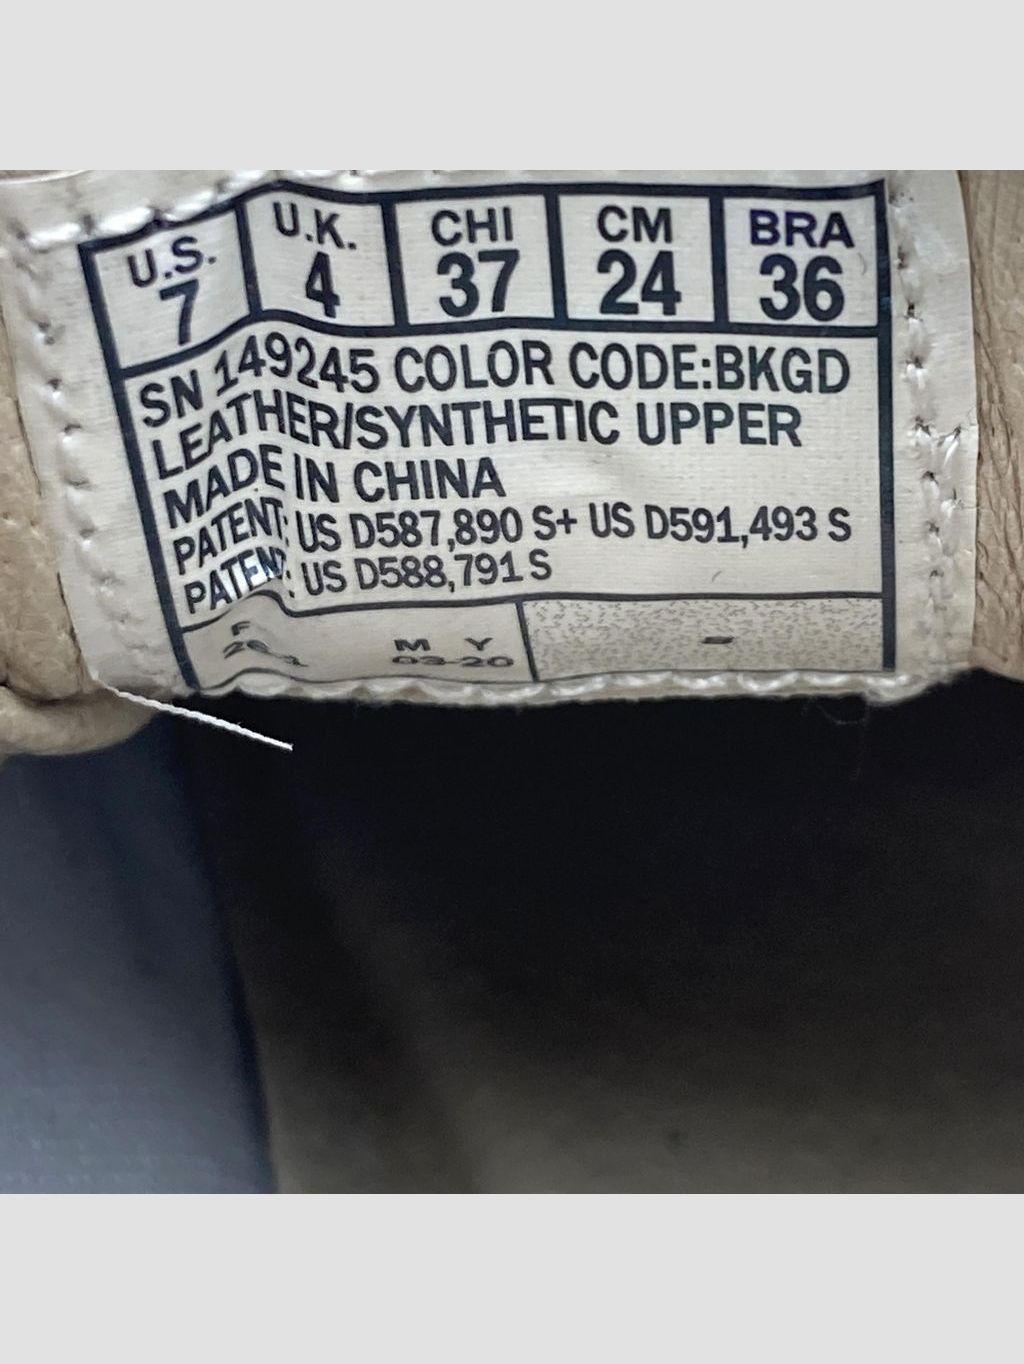 U.S. U.K. CHI CM BRA
7 4 37 24 36
SN 149245 COLOR CODE:BKGD
LEATHER/SYNTHETIC UPPER
MADE IN CHINA
PATENT: US D587,890 S+ US D591,493 S
PATENT: US D588,791 S
F M Y
03-20